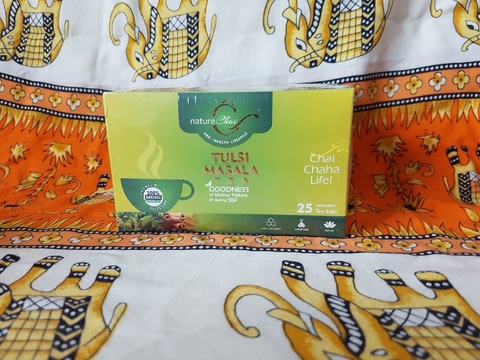 nature Chai
TULSI
MASALA
TEA
GOODNESS
of Mother Nature
in every SIP
100%
NATURAL
Chai
Chaha
Life!
25 Infusion
Tea Bags